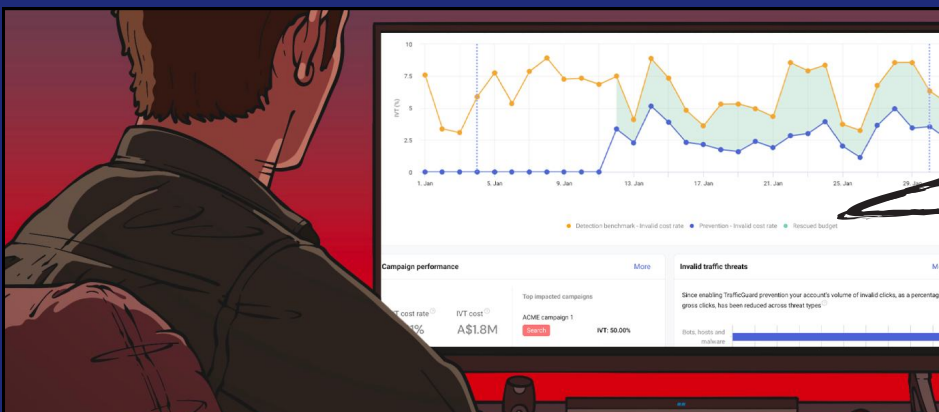 10
7.5
5
2.5
0
IVT (%)
1. Jan 5. Jan 9. Jan 13. Jan 17. Jan 21. Jan 25. Jan 29. Jan
Detection benchmark - Invalid cost rate Prevention - Invalid cost rate Rescued budget
Campaign performance More
cost rate IVT cost
% A$1.8M
Top impacted campaigns
ACME campaign 1
Search IVT: 50.00%
Invalid traffic threats
Since enabling TrafficGuard prevention your account's volume of invalid clicks, as a percentag
gross clicks, has been reduced across threat types
Bots, hosts and
malware